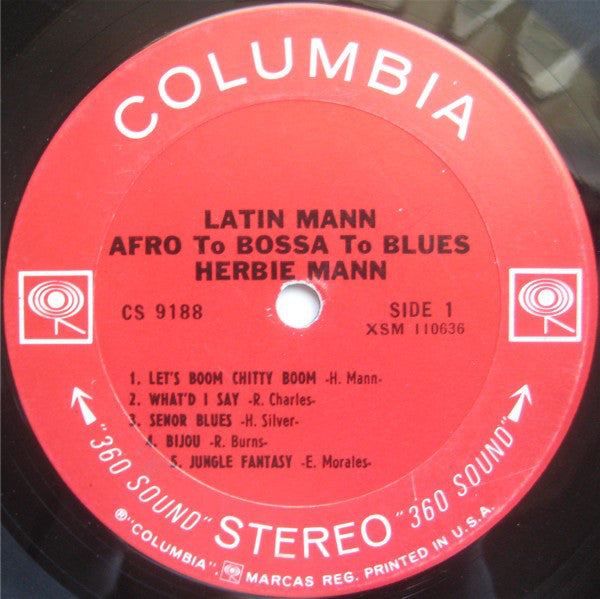 COLUMBIA
LATIN MANN
AFRO To BOSSA To BLUES
HERBIE MANN
CS 9188
SIDE 1
XSM 110636
1. LET'S BOOM CHITTY BOOM -H. Mann-
2. WHAT'D I SAY -R. Charles-
3. SENOR BLUES -H. Silver-
4. BIJOU -R. Burns-
5. JUNGLE FANTASY -E. Morales-
"360 SOUND" STEREO "360 SOUND"
®"COLUMBIA", MARCAS REG. PRINTED IN U.S.A.